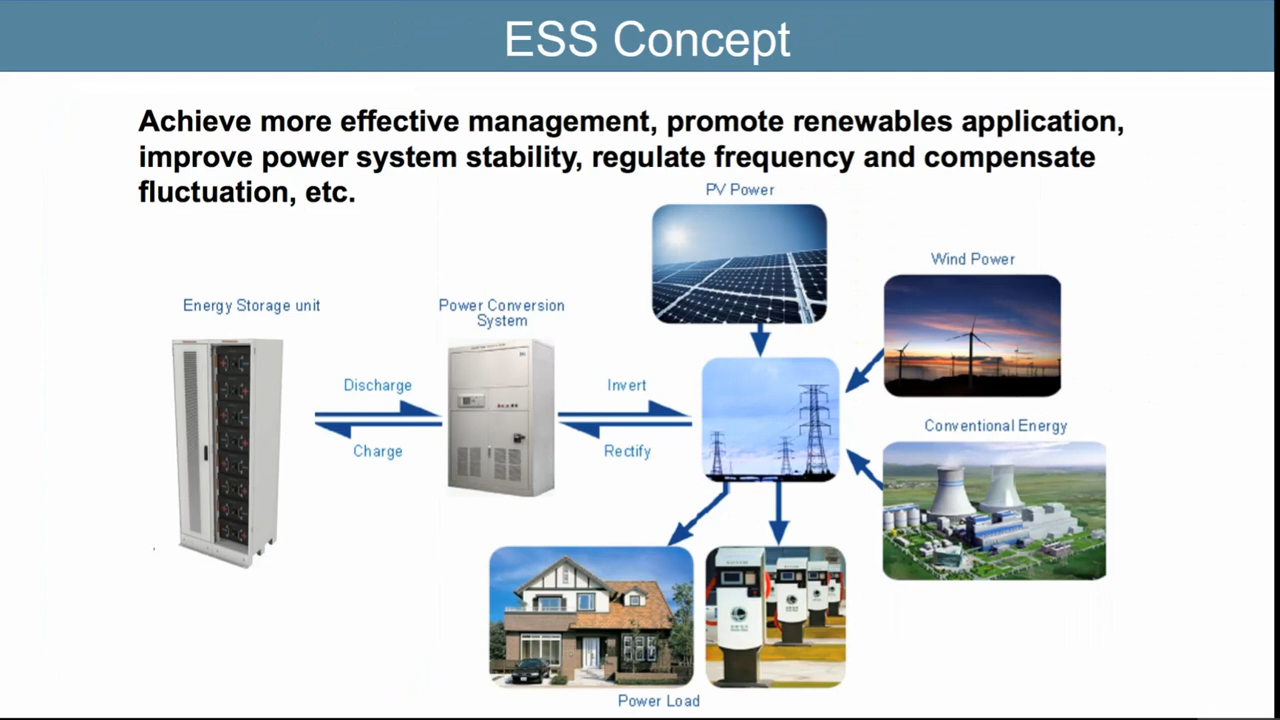 ESS Concept
Achieve more effective management, promote renewables application,
improve power system stability, regulate frequency and compensate
fluctuation, etc.
PV Power
Wind Power
Energy Storage unit
Power Conversion
System
Discharge
Invert
Charge
Rectify
Conventional Energy
Power Load